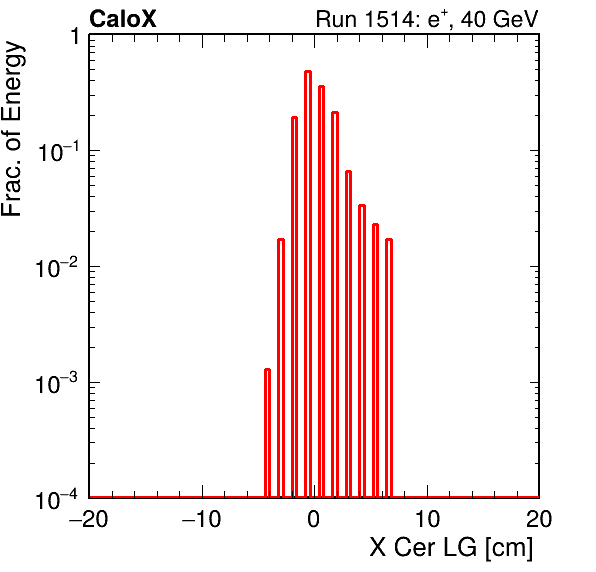 CaloX Run 1514: e⁺, 40 GeV
Frac. of Energy
1
10⁻¹
10⁻²
10⁻³
10⁻⁴
−20 −10 0 10 20
X Cer LG [cm]